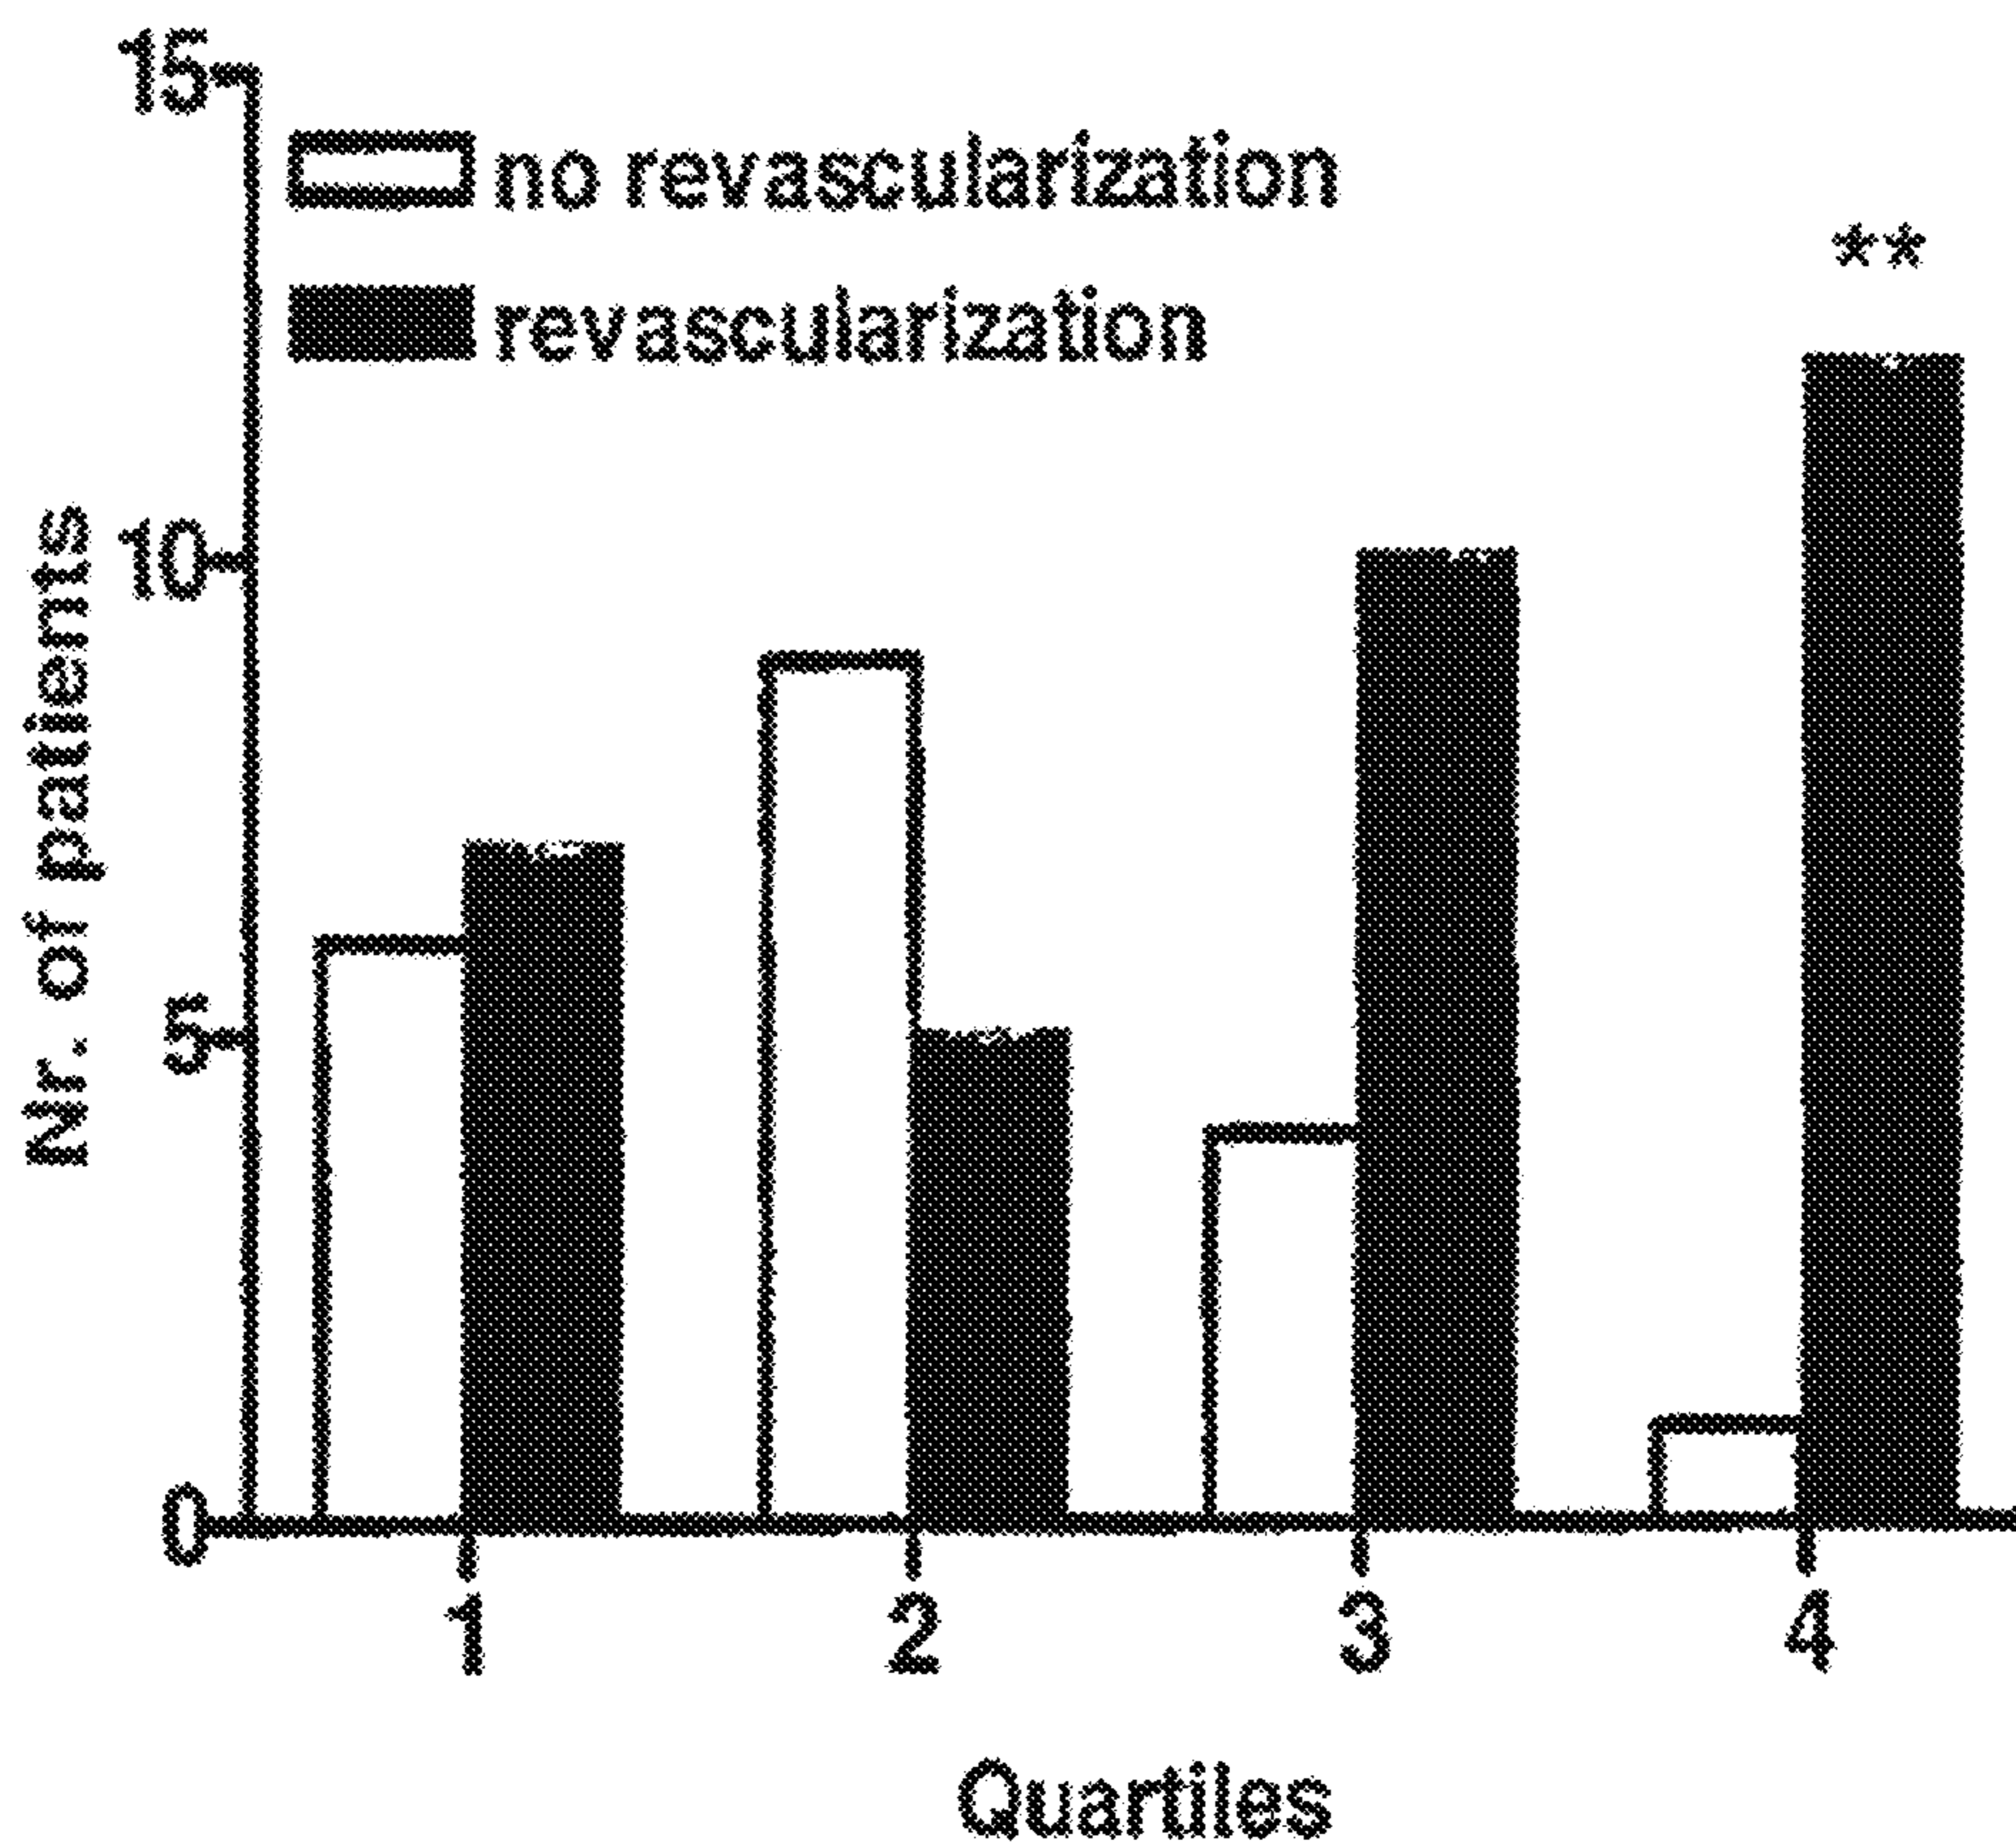 15
no revascularization
**
revascularization
10
5
0
Nr. of patients
1 2 3 4
Quartiles